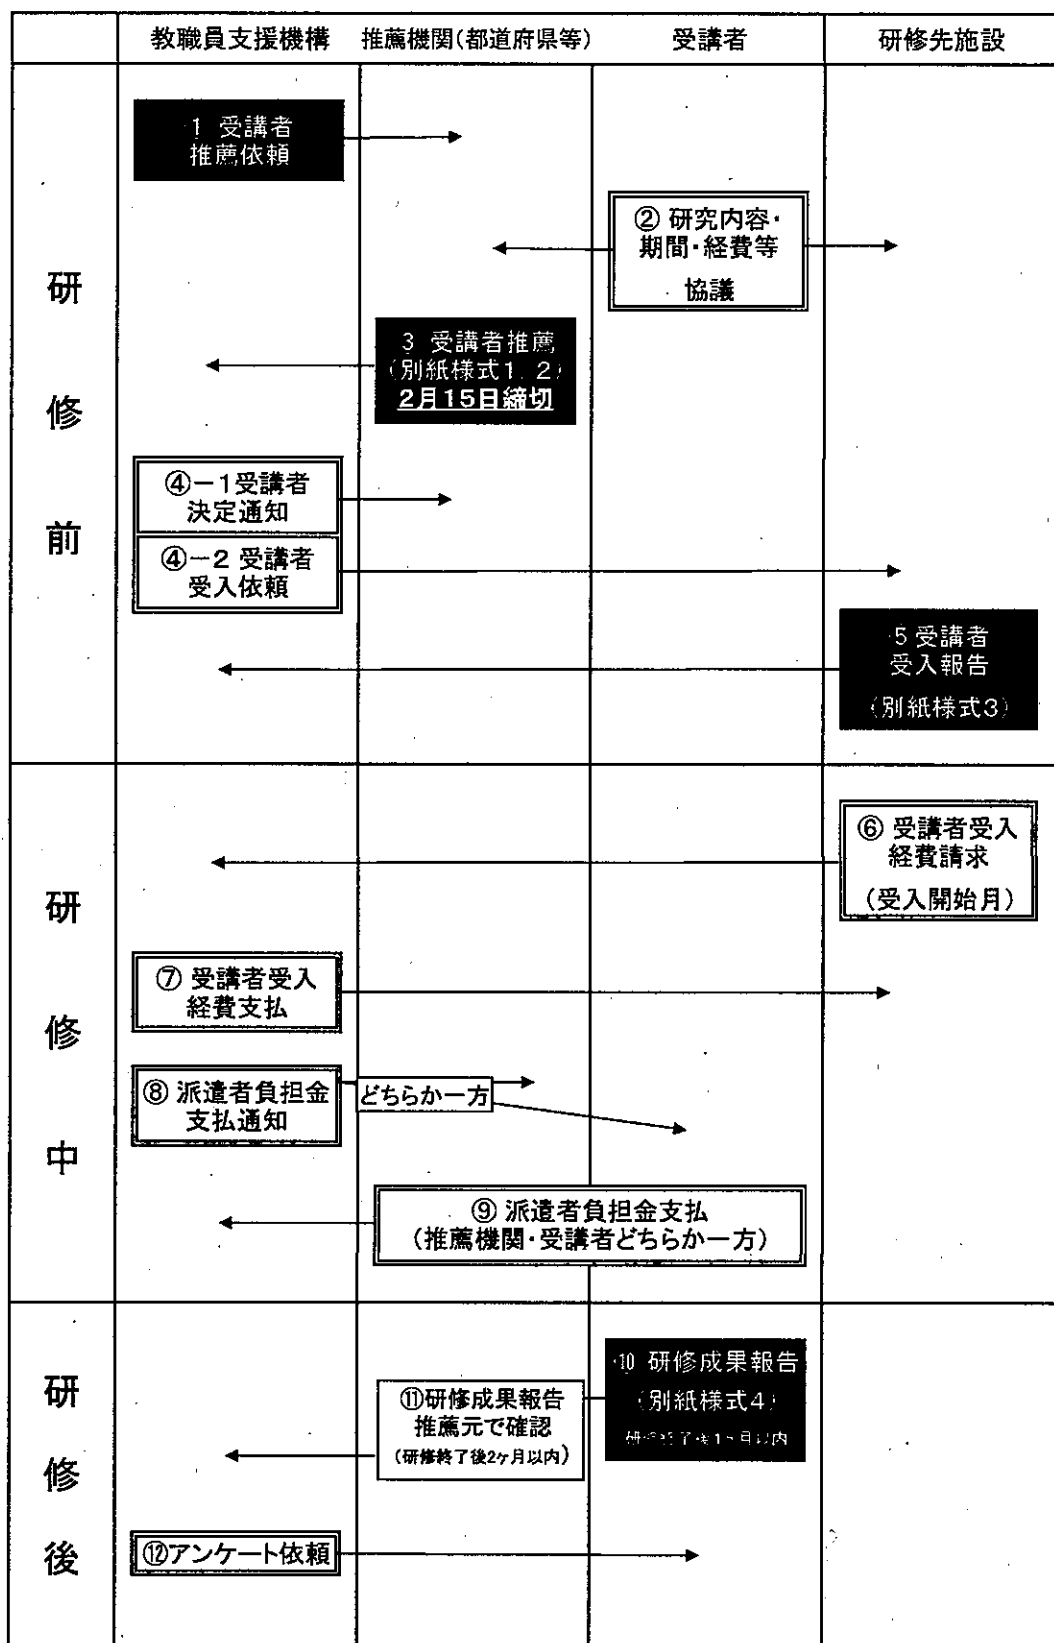 教職員支援機構
推薦機関(都道府県等)
受講者
研修先施設
研修前
1 受講者
推薦依頼
② 研究内容・
期間・経費等
協議
3 受講者推薦
(別紙様式1、2)
2月15日締切
④－1受講者
決定通知
④－2 受講者
受入依頼
5 受講者
受入報告
(別紙様式3)
研修中
⑥ 受講者受入
経費請求
(受入開始月)
⑦ 受講者受入
経費支払
⑧ 派遣者負担金
支払通知
どちらか一方
⑨ 派遣者負担金支払
(推薦機関・受講者どちらか一方)
研修後
10 研修成果報告
(別紙様式4)
研修終了後1ヶ月以内
⑪研修成果報告
推薦元で確認
(研修終了後2ヶ月以内)
⑫アンケート依頼